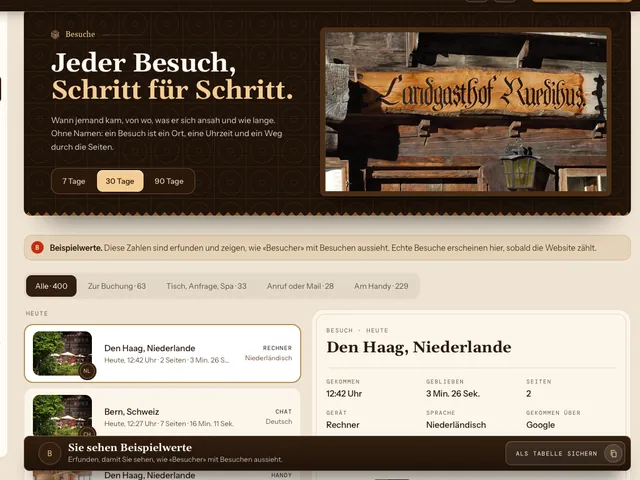 Besuche
Jeder Besuch,
Schritt für Schritt.
Wann jemand kam, von wo, was er sich ansah und wie lange.
Ohne Namen: ein Besuch ist ein Ort, eine Uhrzeit und ein Weg
durch die Seiten.
7 Tage
30 Tage
90 Tage
Landgasthof Ruedihus.
B
Beispielwerte. Diese Zahlen sind erfunden und zeigen, wie «Besucher» mit Besuchen aussieht. Echte Besuche erscheinen hier, sobald die Website zählt.
Alle · 400
Zur Buchung · 63
Tisch, Anfrage, Spa · 33
Anruf oder Mail · 28
Am Handy · 229
HEUTE
Den Haag, Niederlande
Heute, 12:42 Uhr · 2 Seiten · 3 Min. 26 S…
RECHNER
Niederländisch
NL
Bern, Schweiz
Heute, 12:27 Uhr · 7 Seiten · 16 Min. 11 Sek.
CHAT
Deutsch
CH
Den Haag, Niederlande
HANDY
BESUCH · HEUTE
Den Haag, Niederlande
GEKOMMEN
GEBLIEBEN
SEITEN
12:42 Uhr
3 Min. 26 Sek.
2
GERÄT
SPRACHE
GEKOMMEN ÜBER
Rechner
Niederländisch
Google
B
Sie sehen Beispielwerte
Erfunden, damit Sie sehen, wie «Besucher» mit Besuchen aussieht.
ALS TABELLE SICHERN